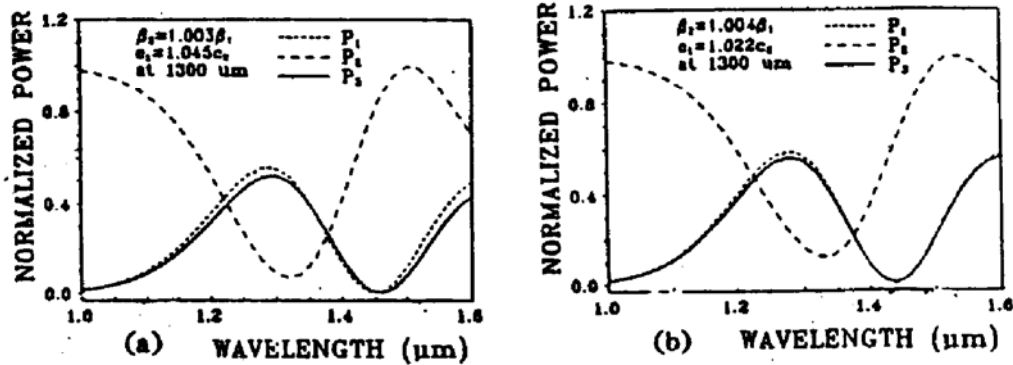 NORMALIZED POWER
1.2
0.8
0.4
0.0
β₂=1.003β₁
c₁=1.045c₂
at 1300 um
P₁
P₂
P₃
1.0 1.2 1.4 1.6
(a) WAVELENGTH (μm)
NORMALIZED POWER
1.2
0.8
0.4
0.0
β₂=1.004β₁
c₁=1.022c₂
at 1300 um
P₁
P₂
P₃
1.0 1.2 1.4 1.6
(b) WAVELENGTH (μm)